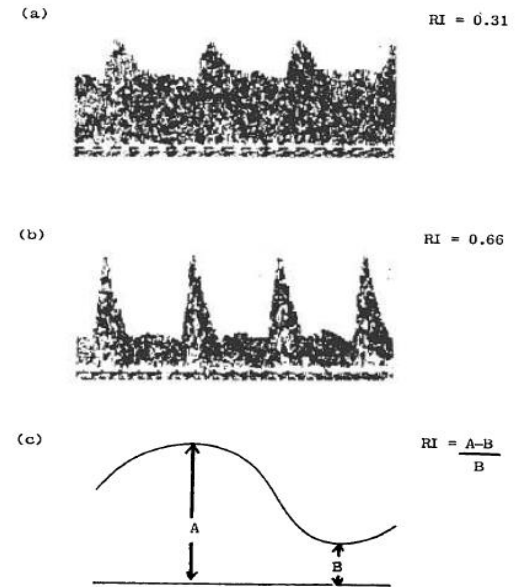 (a)
RI = 0.31
(b)
RI = 0.66
(c)
RI = A-B
B
A
B